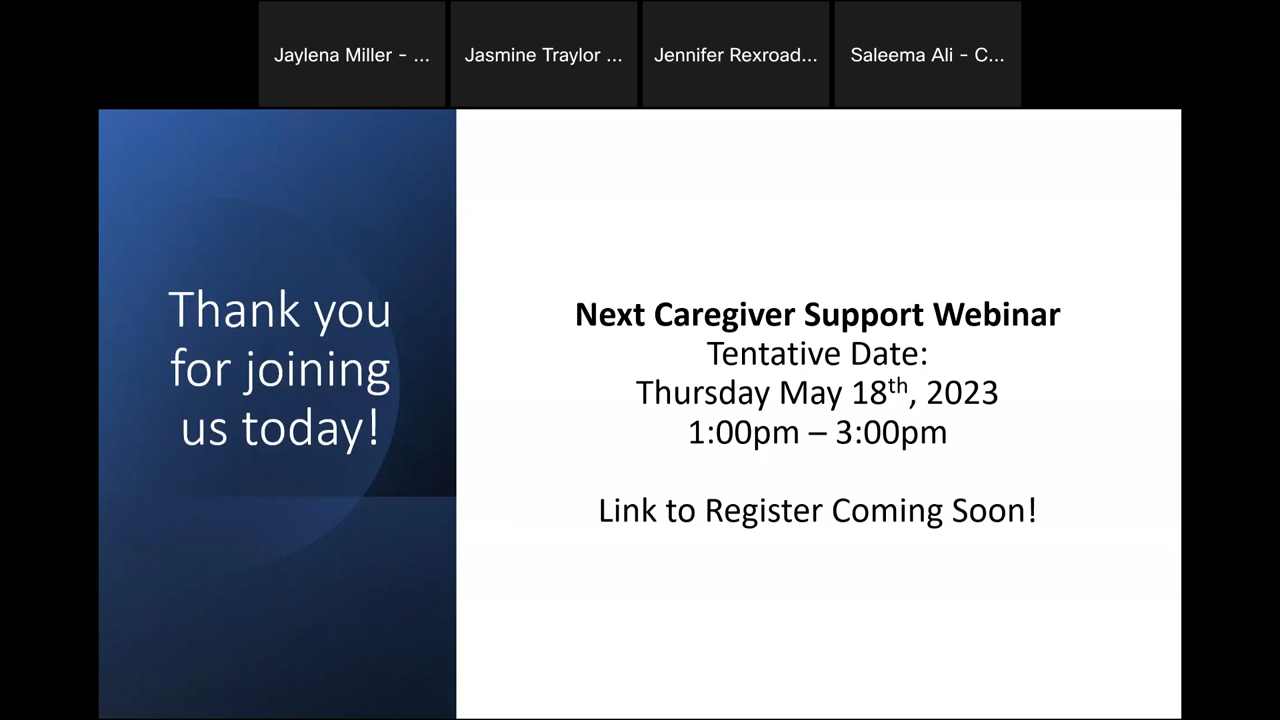 Jaylena Miller - ...
Jasmine Traylor ...
Jennifer Rexroad...
Saleema Ali - C...
Thank you
for joining
us today!
Next Caregiver Support Webinar
Tentative Date:
Thursday May 18th, 2023
1:00pm – 3:00pm
Link to Register Coming Soon!